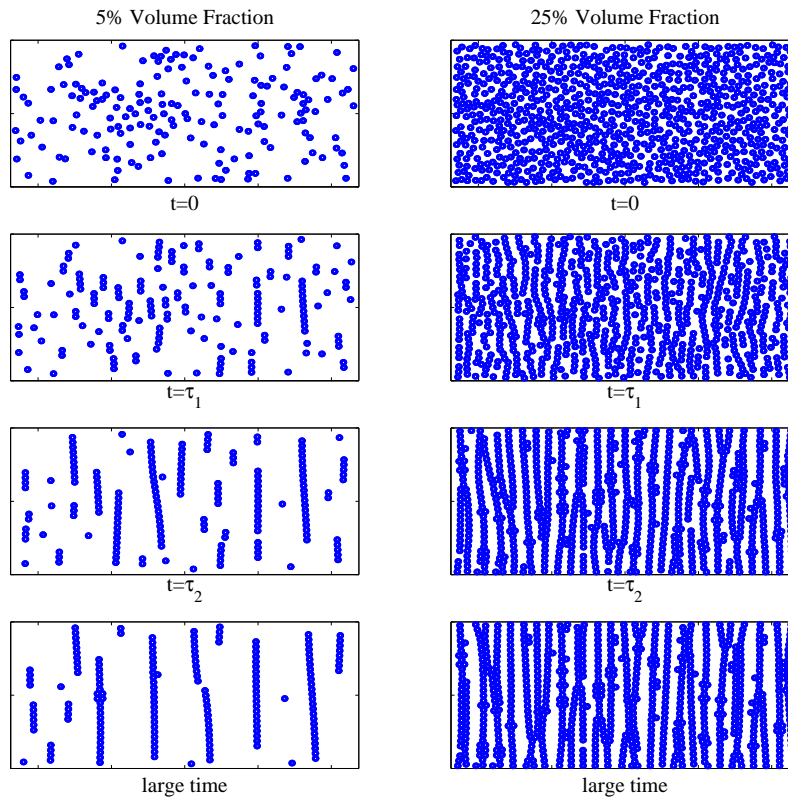 5% Volume Fraction
25% Volume Fraction
t=0
t=0
t=τ1
t=τ1
t=τ2
t=τ2
large time
large time